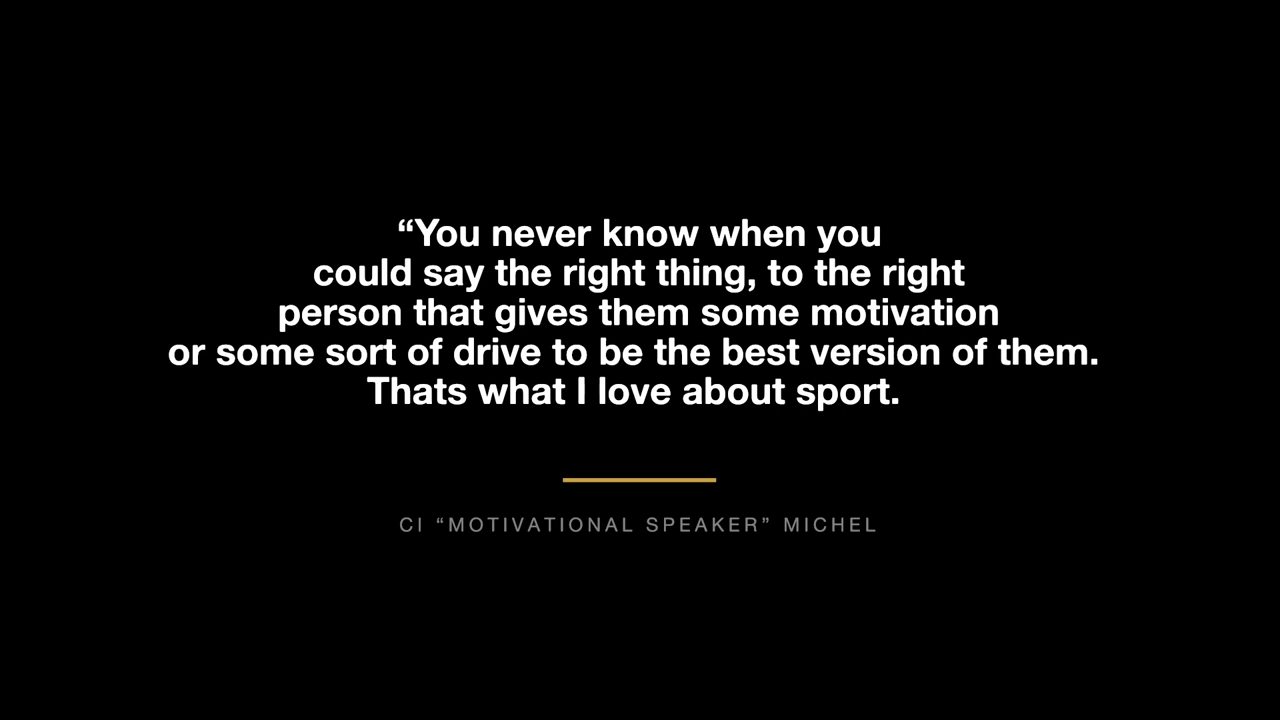 “You never know when you
could say the right thing, to the right
person that gives them some motivation
or some sort of drive to be the best version of them.
Thats what I love about sport.
CI “MOTIVATIONAL SPEAKER” MICHEL